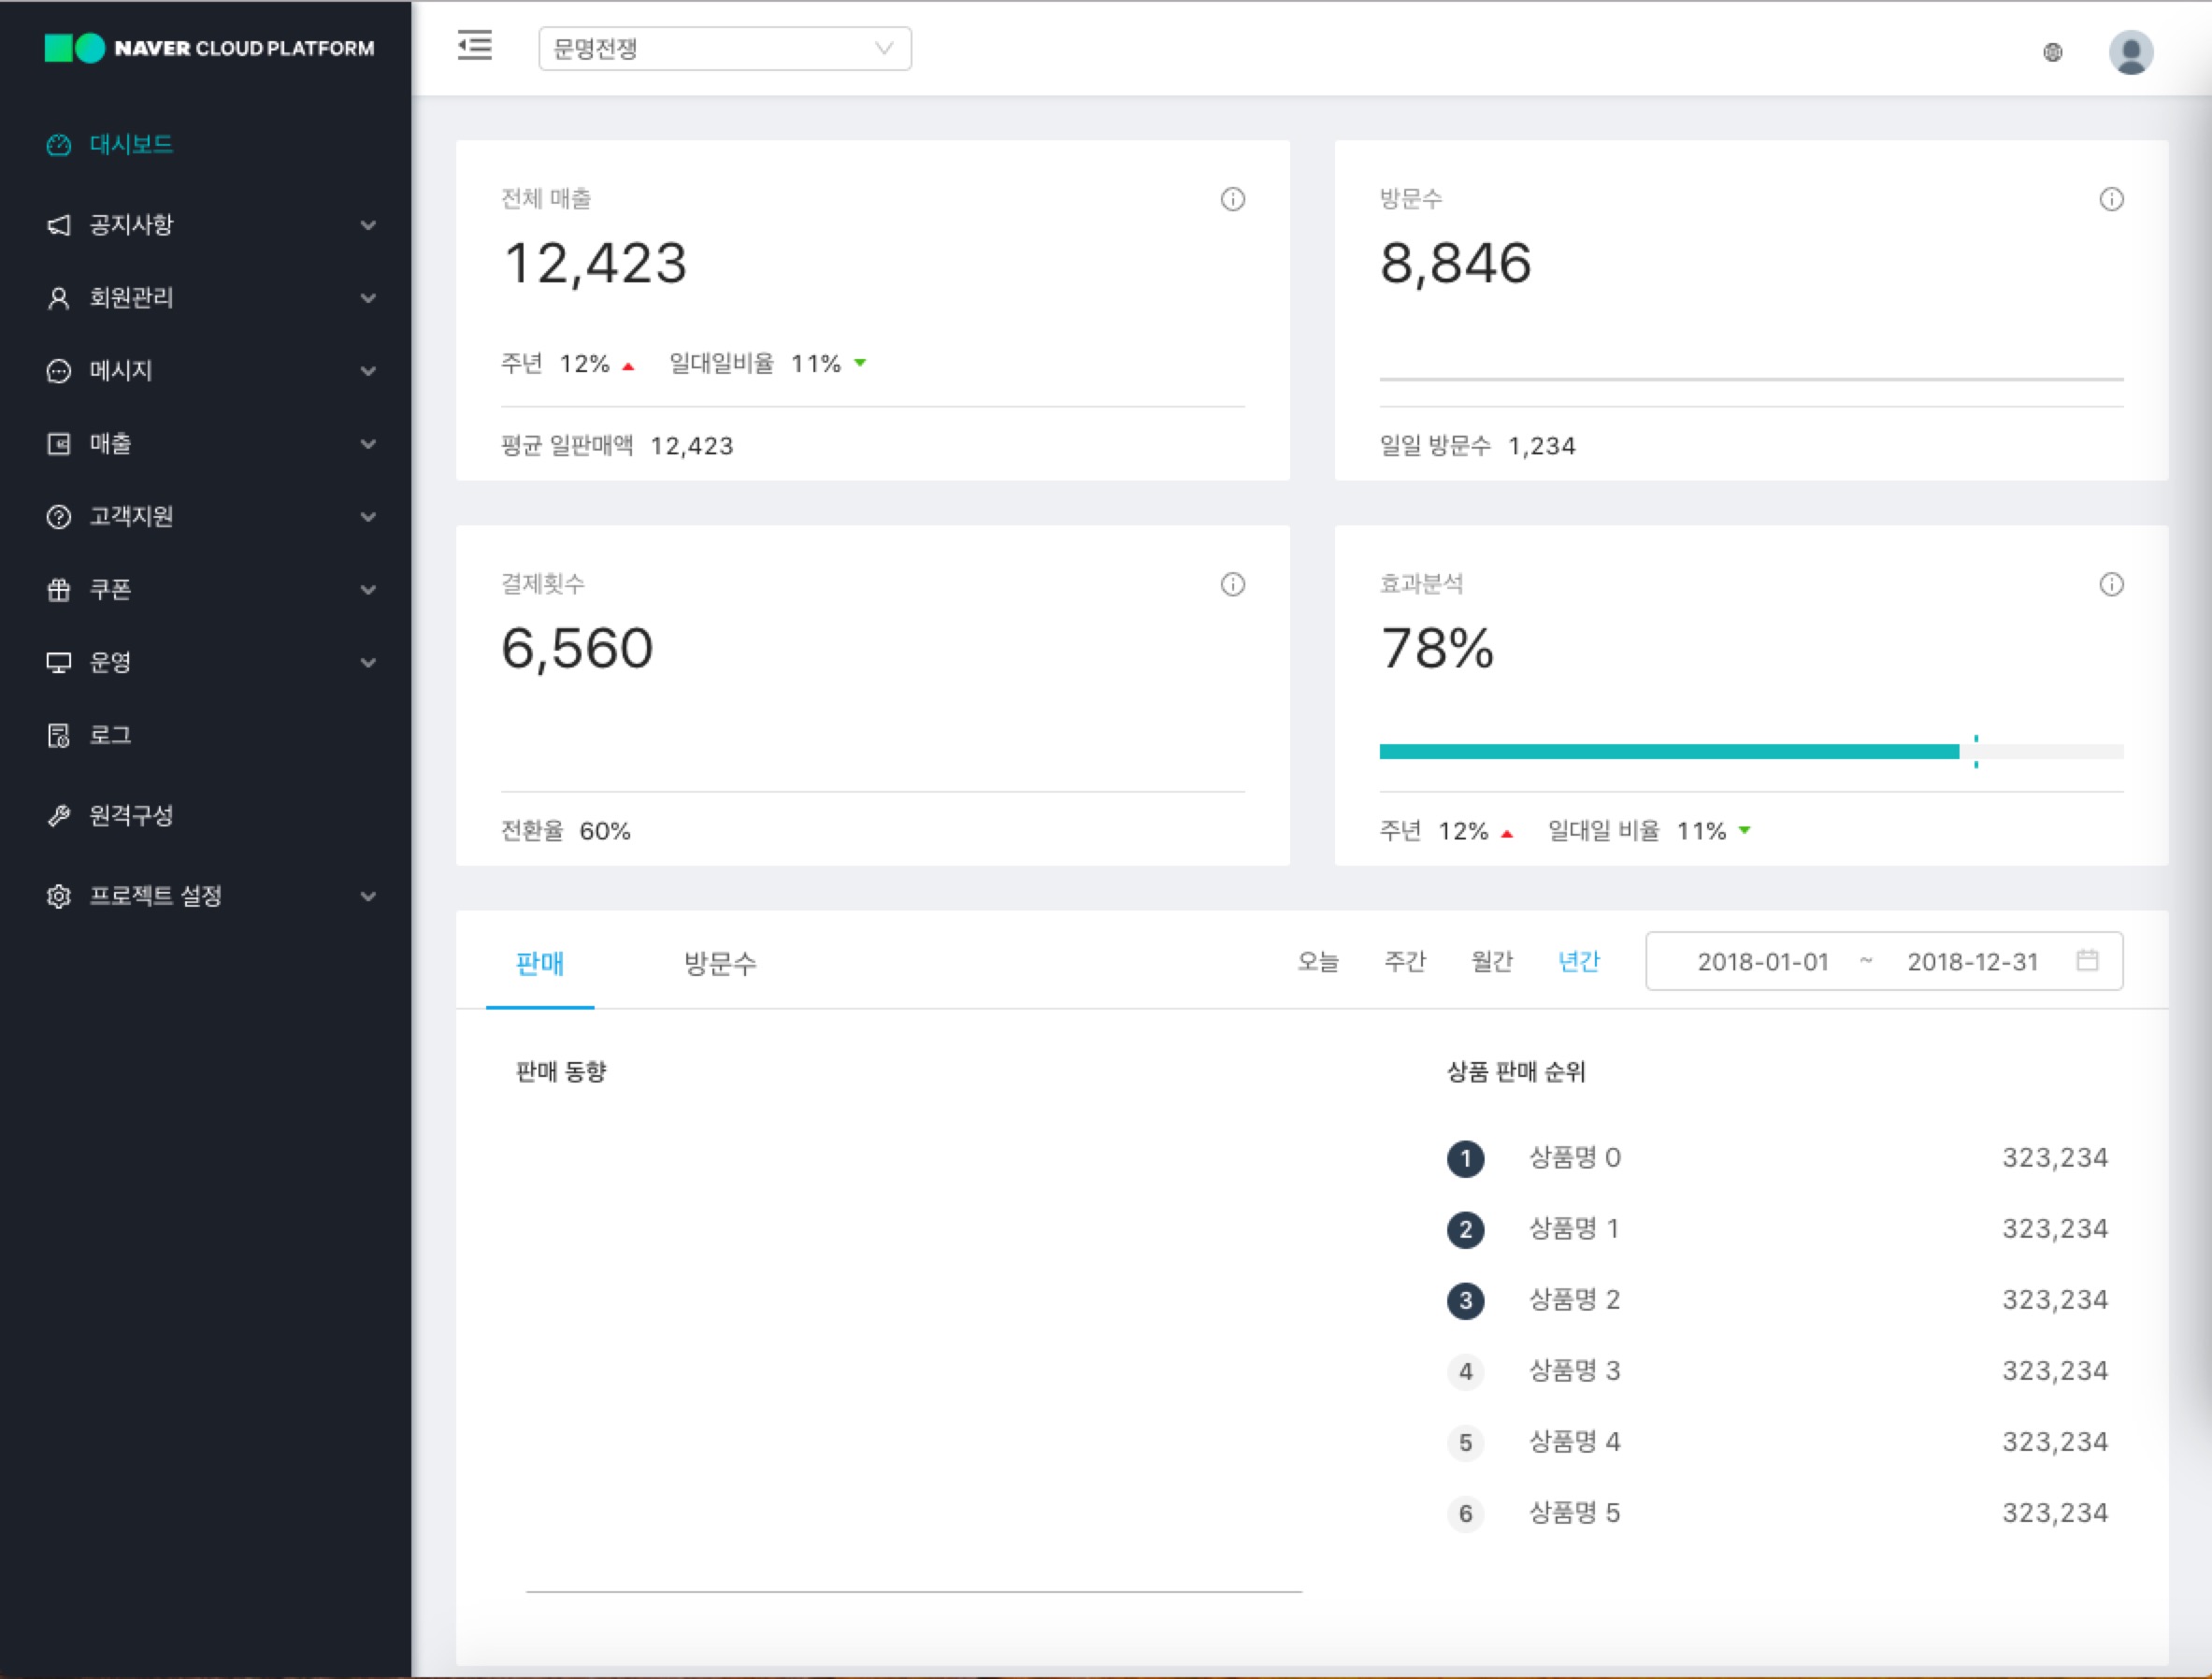 NAVER CLOUD PLATFORM
문명전쟁
대시보드
공지사항
회원관리
메시지
매출
고객지원
쿠폰
운영
로그
원격구성
프로젝트 설정
전체 매출
12,423
주년 12% 일대일비율 11%
평균 일판매액 12,423
방문수
8,846
일일 방문수 1,234
결제횟수
6,560
전환율 60%
효과분석
78%
주년 12% 일대일 비율 11%
판매 방문수 오늘 주간 월간 년간 2018-01-01 ~ 2018-12-31
판매 동향
상품 판매 순위
1 상품명 0 323,234
2 상품명 1 323,234
3 상품명 2 323,234
4 상품명 3 323,234
5 상품명 4 323,234
6 상품명 5 323,234